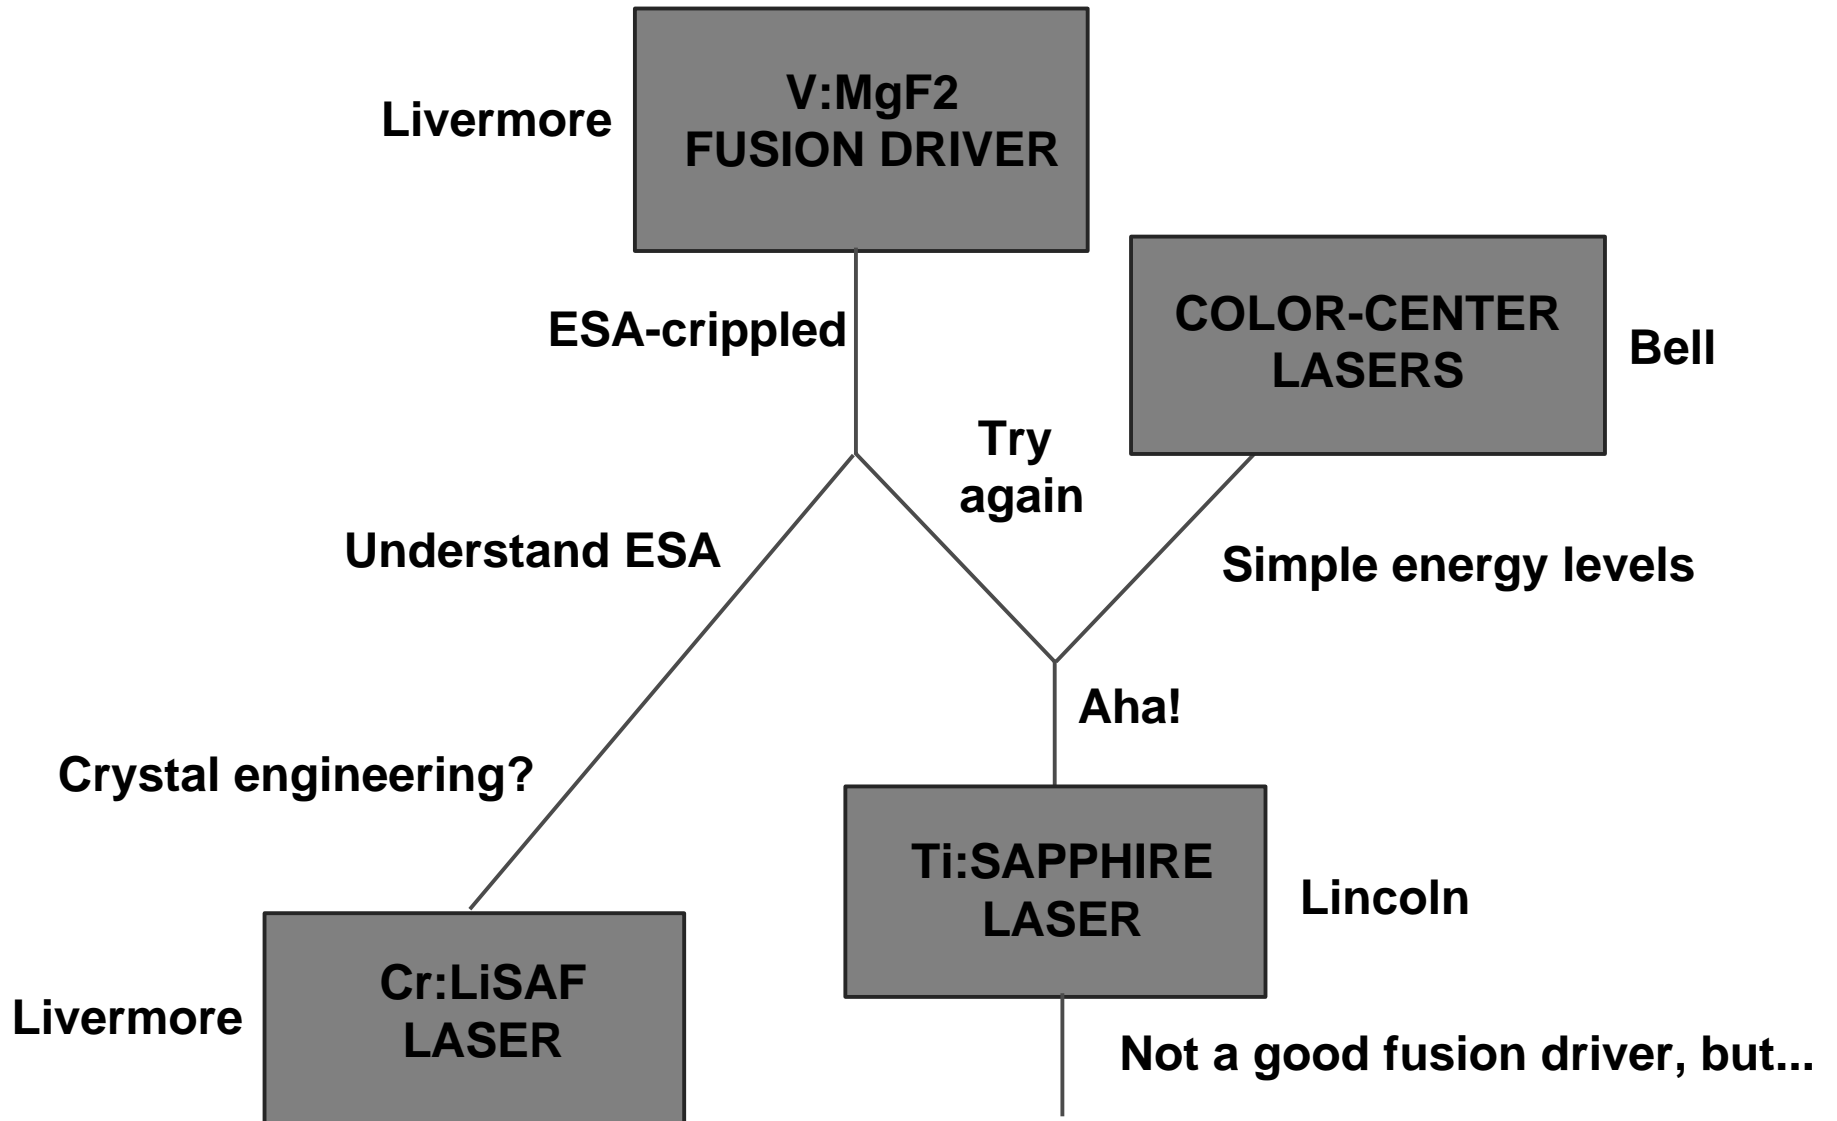 V:MgF2
FUSION DRIVER
Livermore
COLOR-CENTER
LASERS
Bell
ESA-crippled
Try
again
Understand ESA
Simple energy levels
Aha!
Crystal engineering?
Ti:SAPPHIRE
LASER
Lincoln
Cr:LiSAF
LASER
Livermore
Not a good fusion driver, but...